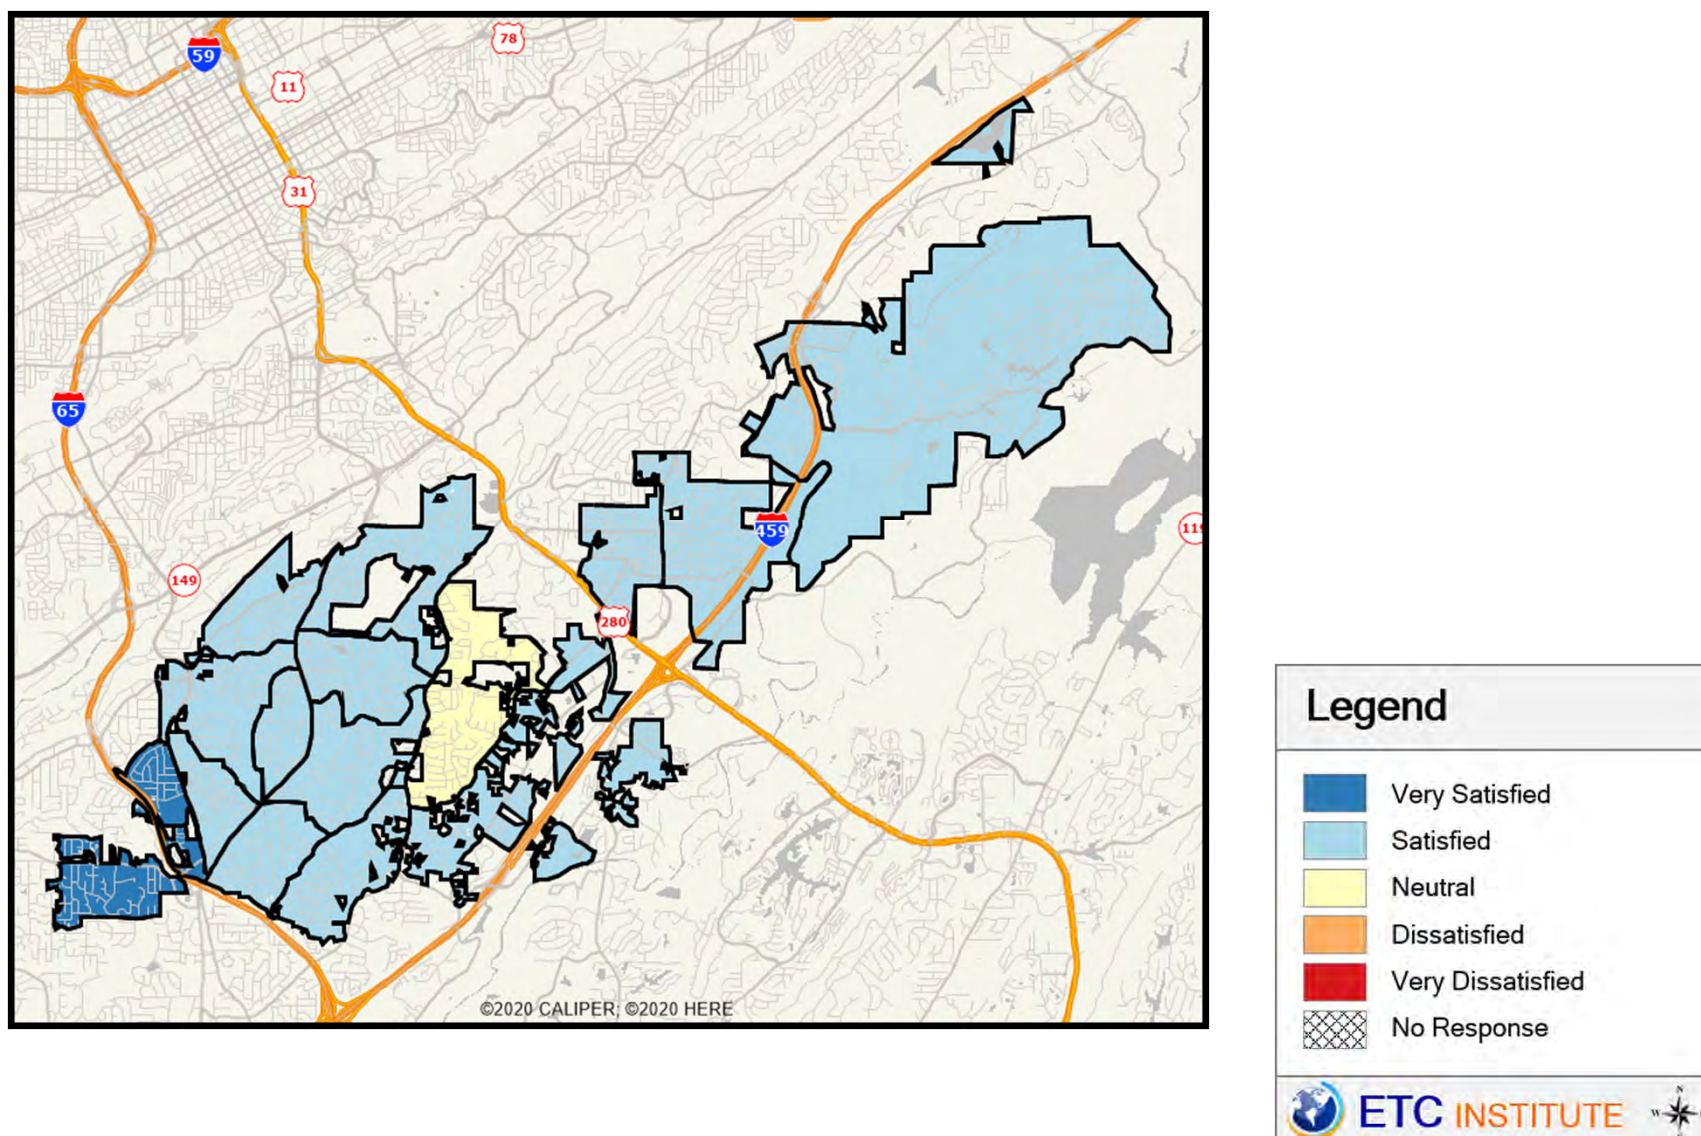 59
78
11
31
65
459
119
149
280
©2020 CALIPER; ©2020 HERE
Legend
Very Satisfied
Satisfied
Neutral
Dissatisfied
Very Dissatisfied
No Response
ETC INSTITUTE
N
W
S